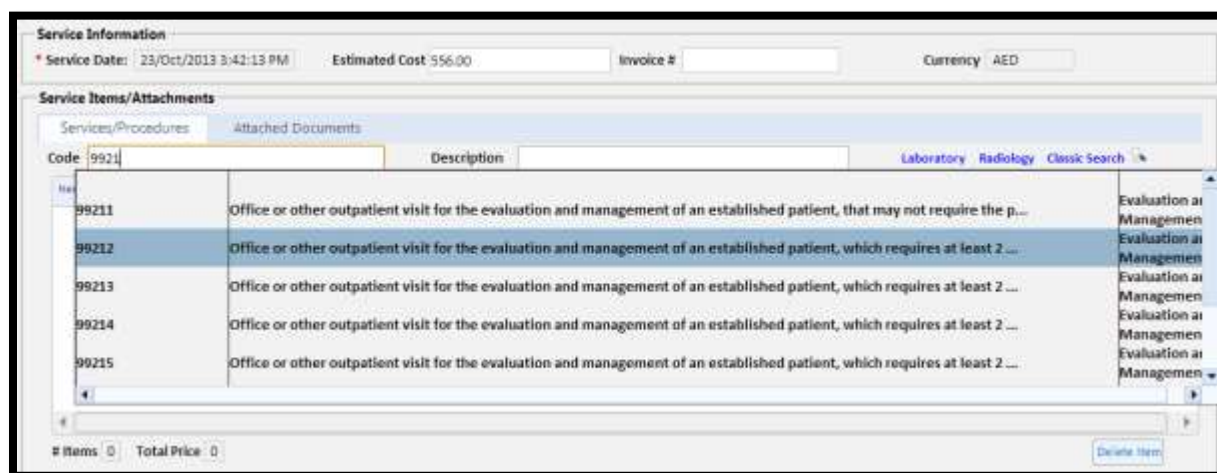 Service Information
* Service Date: 23/Oct/2013 3:42:13 PM Estimated Cost 556.00 Invoice # Currency AED
Service Items/Attachments
Services/Procedures Attached Documents
Code 9921 Description Laboratory Radiology Classic Search
99211 Office or other outpatient visit for the evaluation and management of an established patient, that may not require the p... Evaluation a
Managemen
99212 Office or other outpatient visit for the evaluation and management of an established patient, which requires at least 2 ... Evaluation a
Managemen
99213 Office or other outpatient visit for the evaluation and management of an established patient, which requires at least 2 ... Evaluation a
Managemen
99214 Office or other outpatient visit for the evaluation and management of an established patient, which requires at least 2 ... Evaluation a
Managemen
99215 Office or other outpatient visit for the evaluation and management of an established patient, which requires at least 2 ... Evaluation a
Managemen
# Items 0 Total Price 0 Delete Item